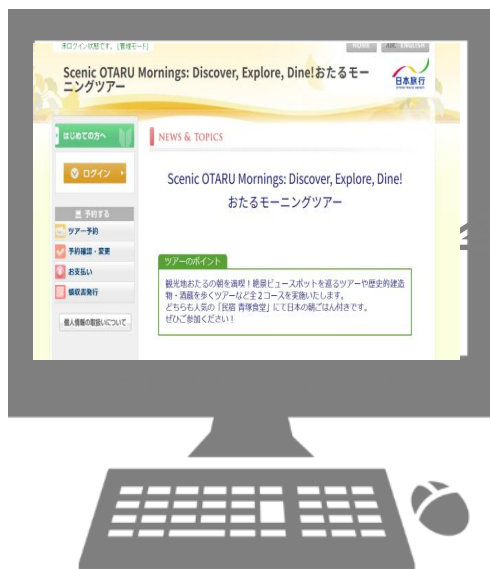 未ログイン状態です。[管理モード]
HOME
ABC ENGLISH
Scenic OTARU Mornings: Discover, Explore, Dine!おたるモー
ニングツアー
日本旅行
はじめての方へ
NEWS & TOPICS
ログイン
Scenic OTARU Mornings: Discover, Explore, Dine!
おたるモーニングツアー
予約する
ツアー予約
予約確認・変更
お支払い
領収書発行
個人情報の取扱いについて
ツアーのポイント
観光地おたるの朝を満喫！絶景ビュースポットを巡るツアーや歴史的建造
物・酒蔵を歩くツアーなど全2コースを実施いたします。
どちらも人気の「民宿 青塚食堂」にて日本の朝ごはん付きです。
ぜひご参加ください！